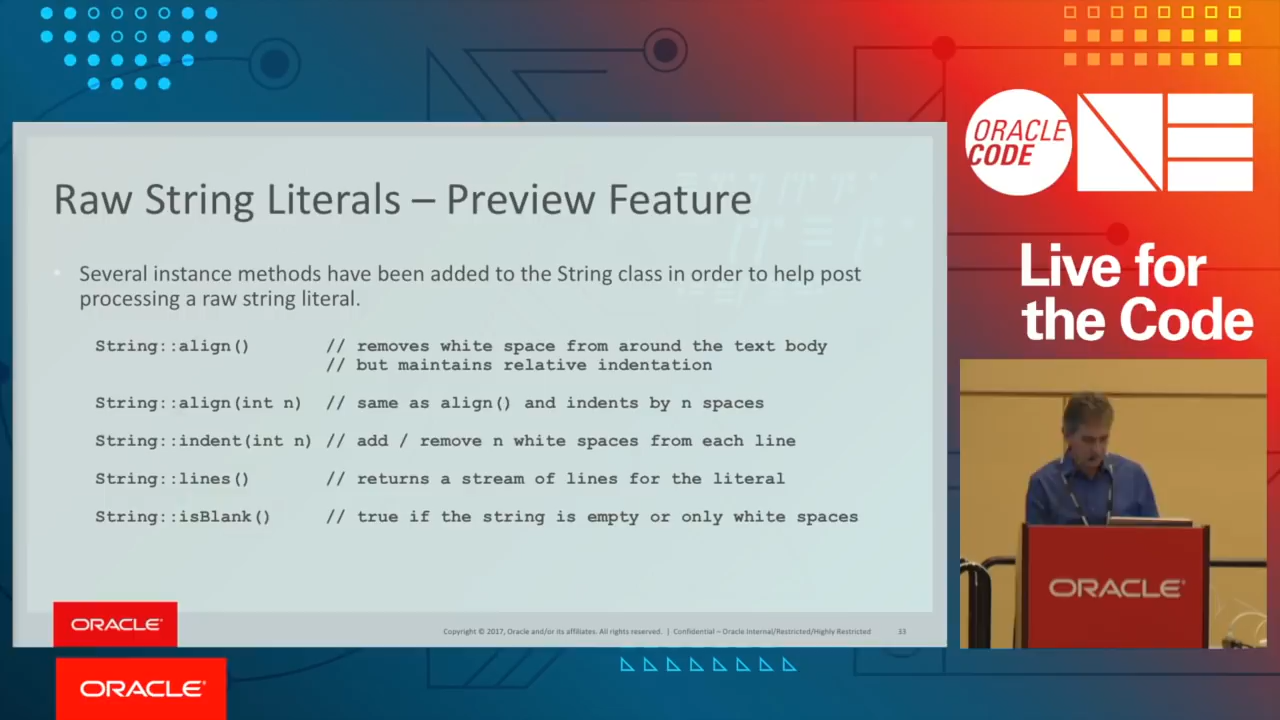 Raw String Literals – Preview Feature
• Several instance methods have been added to the String class in order to help post
processing a raw string literal.
String::align() // removes white space from around the text body
// but maintains relative indentation
String::align(int n) // same as align() and indents by n spaces
String::indent(int n) // add / remove n white spaces from each line
String::lines() // returns a stream of lines for the literal
String::isBlank() // true if the string is empty or only white spaces
ORACLE®
Copyright © 2017, Oracle and/or its affiliates. All rights reserved. | Confidential – Oracle Internal/Restricted/Highly Restricted 33
ORACLE®
ORACLE
CODE
ONE
Live for
the Code
ORACLE®